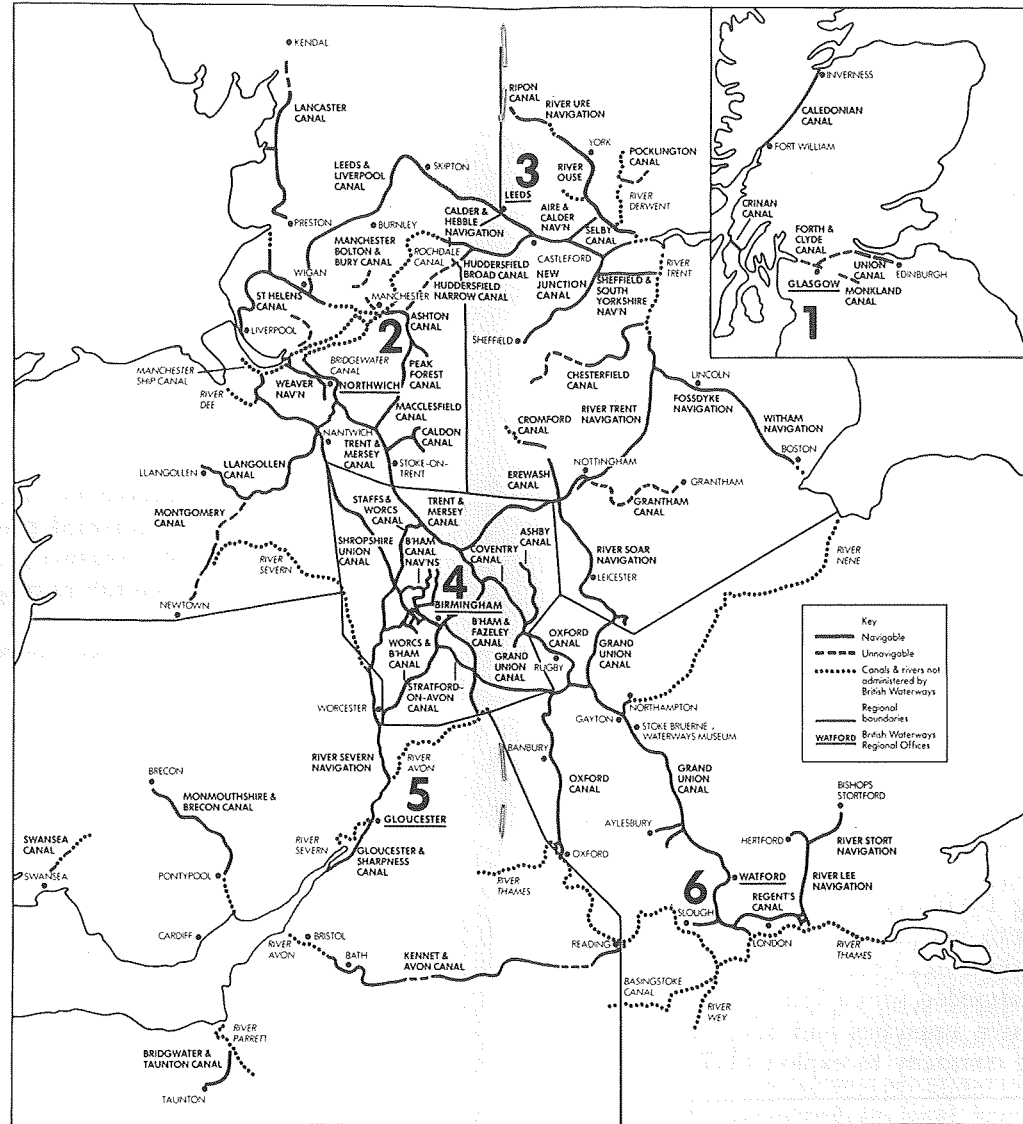 KENDAL
LANCASTER
CANAL
RIPON
CANAL
RIVER URE
NAVIGATION
YORK
POCKLINGTON
CANAL
LEEDS &
LIVERPOOL
CANAL
SKIPTON
3
LEEDS
RIVER
OUSE
RIVER
DERWENT
PRESTON
BURNLEY
CALDER &
HEBBLE
NAVIGATION
AIRE &
CALDER
NAV'N
SELBY
CANAL
MANCHESTER
BOLTON &
BURY CANAL
ROCHDALE
CANAL
HUDDERSFIELD
BROAD CANAL
HUDDERSFIELD
NARROW CANAL
CASTLEFORD
NEW
JUNCTION
CANAL
SHEFFIELD &
SOUTH
YORKSHIRE
NAV'N
RIVER
TRENT
WIGAN
ST HELENS
CANAL
MANCHESTER
ASHTON
CANAL
LIVERPOOL
2
SHEFFIELD
MANCHESTER
SHIP CANAL
BRIDGEWATER
CANAL
PEAK
FOREST
CANAL
CHESTERFIELD
CANAL
LINCOLN
FOSSDYKE
NAVIGATION
WEAVER
NAV'N
NORTHWICH
RIVER
DEE
MACCLESFIELD
CANAL
CROMFORD
CANAL
RIVER TRENT
NAVIGATION
WITHAM
NAVIGATION
BOSTON
NANTWICH
TRENT &
MERSEY
CANAL
CALDON
CANAL
STOKE-ON-
TRENT
LLANGOLLEN
LLANGOLLEN
CANAL
EREWASH
CANAL
NOTTINGHAM
GRANTHAM
GRANTHAM
CANAL
MONTGOMERY
CANAL
STAFFS &
WORCS
CANAL
TRENT &
MERSEY
CANAL
SHROPSHIRE
UNION
CANAL
B'HAM
CANAL
NAV'NS
COVENTRY
CANAL
ASHBY
CANAL
RIVER SOAR
NAVIGATION
LEICESTER
RIVER
SEVERN
RIVER
NENE
4
BIRMINGHAM
NEWTOWN
B'HAM &
FAZELEY
CANAL
WORCS &
B'HAM
CANAL
GRAND
UNION
CANAL
OXFORD
CANAL
RUGBY
GRAND
UNION
CANAL
STRATFORD-
ON-AVON
CANAL
WORCESTER
NORTHAMPTON
GAYTON
STOKE BRUERNE
WATERWAYS MUSEUM
RIVER SEVERN
NAVIGATION
RIVER
AVON
BANBURY
OXFORD
CANAL
GRAND
UNION
CANAL
BRECON
MONMOUTHSHIRE &
BRECON CANAL
5
GLOUCESTER
BISHOPS
STORTFORD
AYLESBURY
HERTFORD
RIVER STORT
NAVIGATION
SWANSEA
CANAL
SWANSEA
PONTYPOOL
RIVER
SEVERN
GLOUCESTER &
SHARPNESS
CANAL
OXFORD
RIVER
THAMES
6
WATFORD
RIVER LEE
NAVIGATION
REGENT'S
CANAL
SLOUGH
LONDON
RIVER
THAMES
CARDIFF
RIVER
AVON
BRISTOL
BATH
KENNET &
AVON CANAL
READING
BASINGSTOKE
CANAL
RIVER
WEY
RIVER
PARRETT
BRIDGWATER &
TAUNTON CANAL
TAUNTON
INVERNESS
CALEDONIAN
CANAL
FORT WILLIAM
CRINAN
CANAL
FORTH &
CLYDE
CANAL
GLASGOW
UNION
CANAL
EDINBURGH
MONKLAND
CANAL
1
Key
Navigable
Unnavigable
Canals & rivers not
administered by
British Waterways
Regional
boundaries
WATFORD British Waterways
Regional Offices